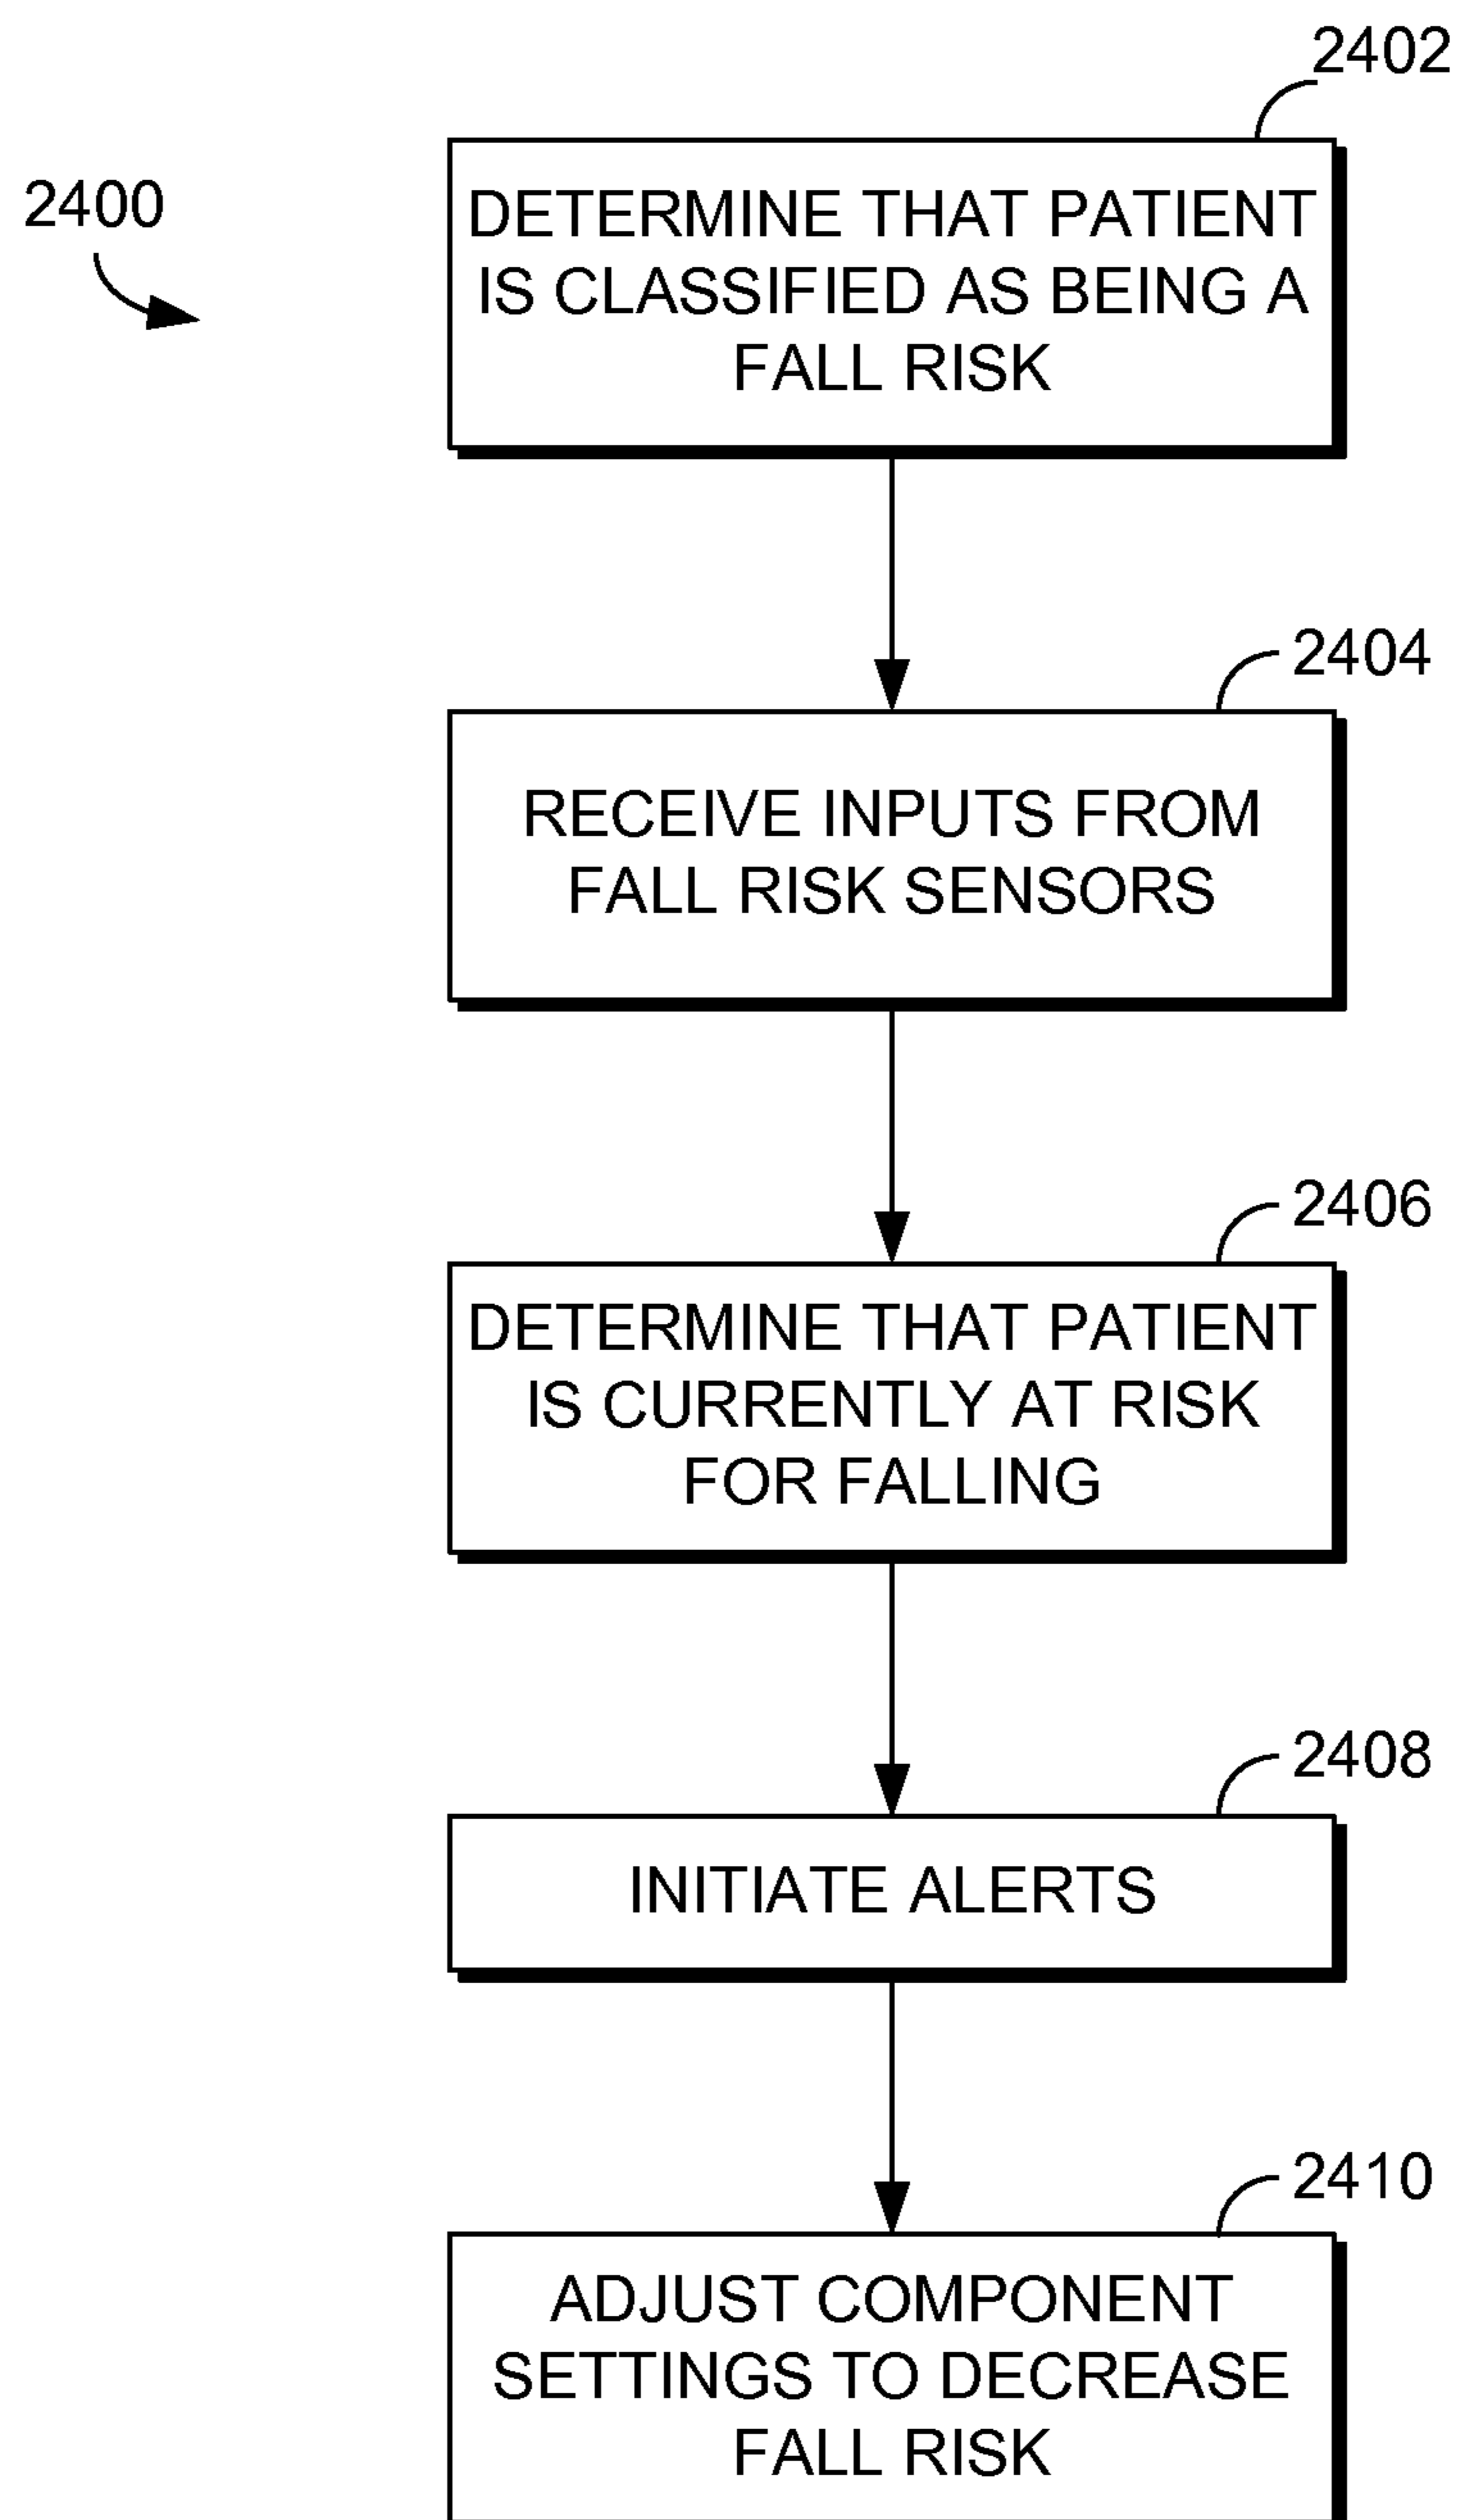 2402
2400
DETERMINE THAT PATIENT
IS CLASSIFIED AS BEING A
FALL RISK
2404
RECEIVE INPUTS FROM
FALL RISK SENSORS
2406
DETERMINE THAT PATIENT
IS CURRENTLY AT RISK
FOR FALLING
2408
INITIATE ALERTS
2410
ADJUST COMPONENT
SETTINGS TO DECREASE
FALL RISK